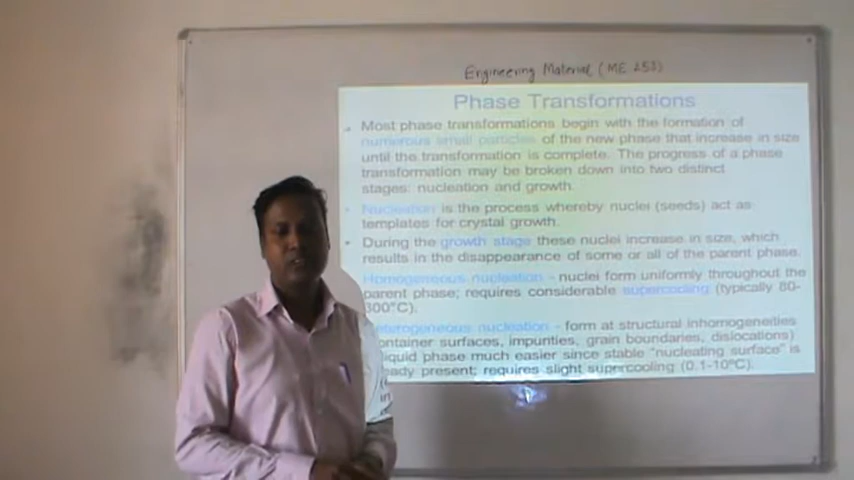 Engineering Material (ME 253)
Phase Transformations
• Most phase transformations begin with the formation of
numerous small particles of the new phase that increase in size
until the transformation is complete. The progress of a phase
transformation may be broken down into two distinct
stages: nucleation and growth.
• Nucleation is the process whereby nuclei (seeds) act as
templates for crystal growth.
• During the growth stage these nuclei increase in size, which
results in the disappearance of some or all of the parent phase.
Homogeneous nucleation - nuclei form uniformly throughout the
parent phase; requires considerable supercooling (typically 80-
300°C).
eterogeneous nucleation - form at structural inhomogeneities
ontainer surfaces, impurities, grain boundaries, dislocations)
liquid phase much easier since stable "nucleating surface" is
eady present; requires slight supercooling (0.1-10°C).